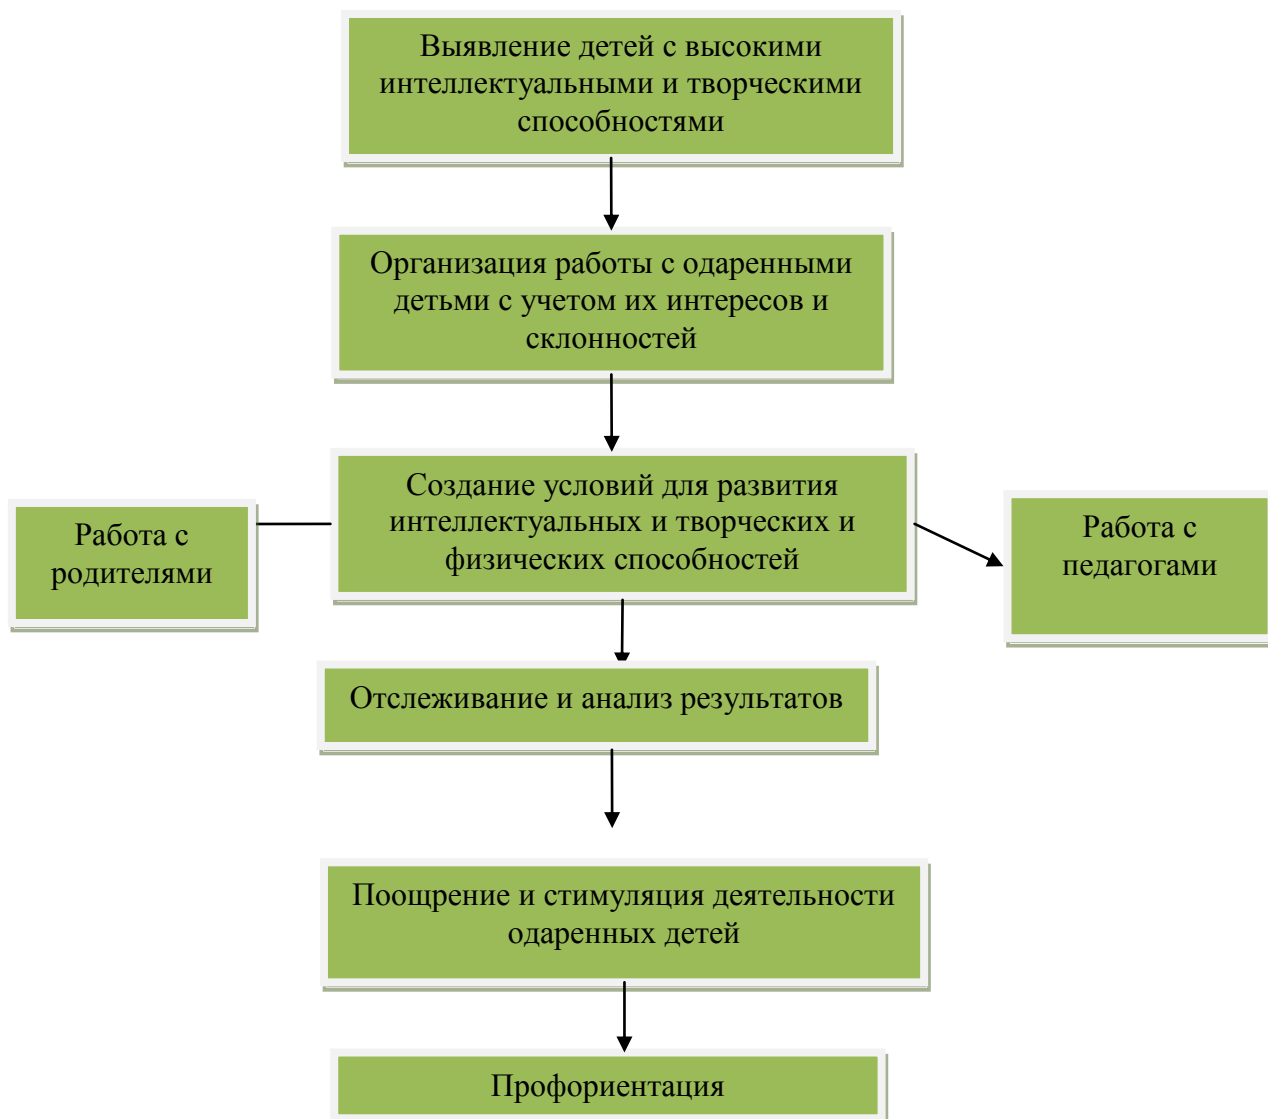 Выявление детей с высокими
интеллектуальными и творческими
способностями
Организация работы с одаренными
детьми с учетом их интересов и
склонностей
Создание условий для развития
интеллектуальных и творческих и
физических способностей
Работа с
родителями
Работа с
педагогами
Отслеживание и анализ результатов
Поощрение и стимуляция деятельности
одаренных детей
Профориентация